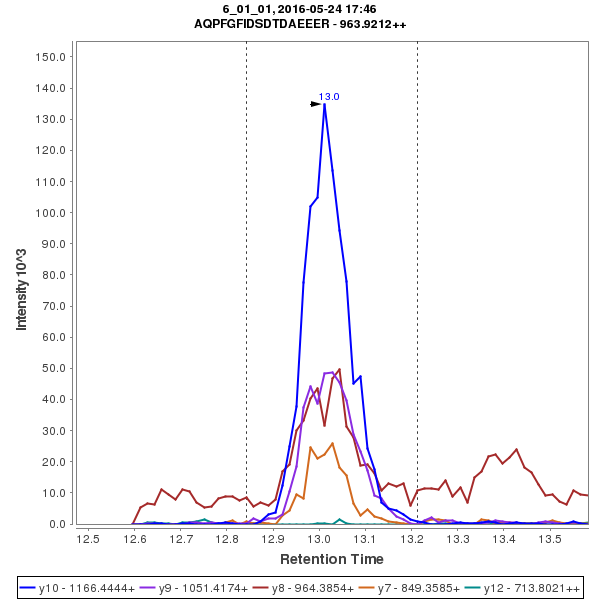 6_01_01, 2016-05-24 17:46
AQPFGFIDSDTDAEEER - 963.9212++
150.0
140.0
130.0
120.0
110.0
100.0
90.0
80.0
70.0
60.0
50.0
40.0
30.0
20.0
10.0
0.0
Intensity 10^3
13.0
12.5 12.6 12.7 12.8 12.9 13.0 13.1 13.2 13.3 13.4 13.5
Retention Time
y10 - 1166.4444+ y9 - 1051.4174+ y8 - 964.3854+ y7 - 849.3585+ y12 - 713.8021++